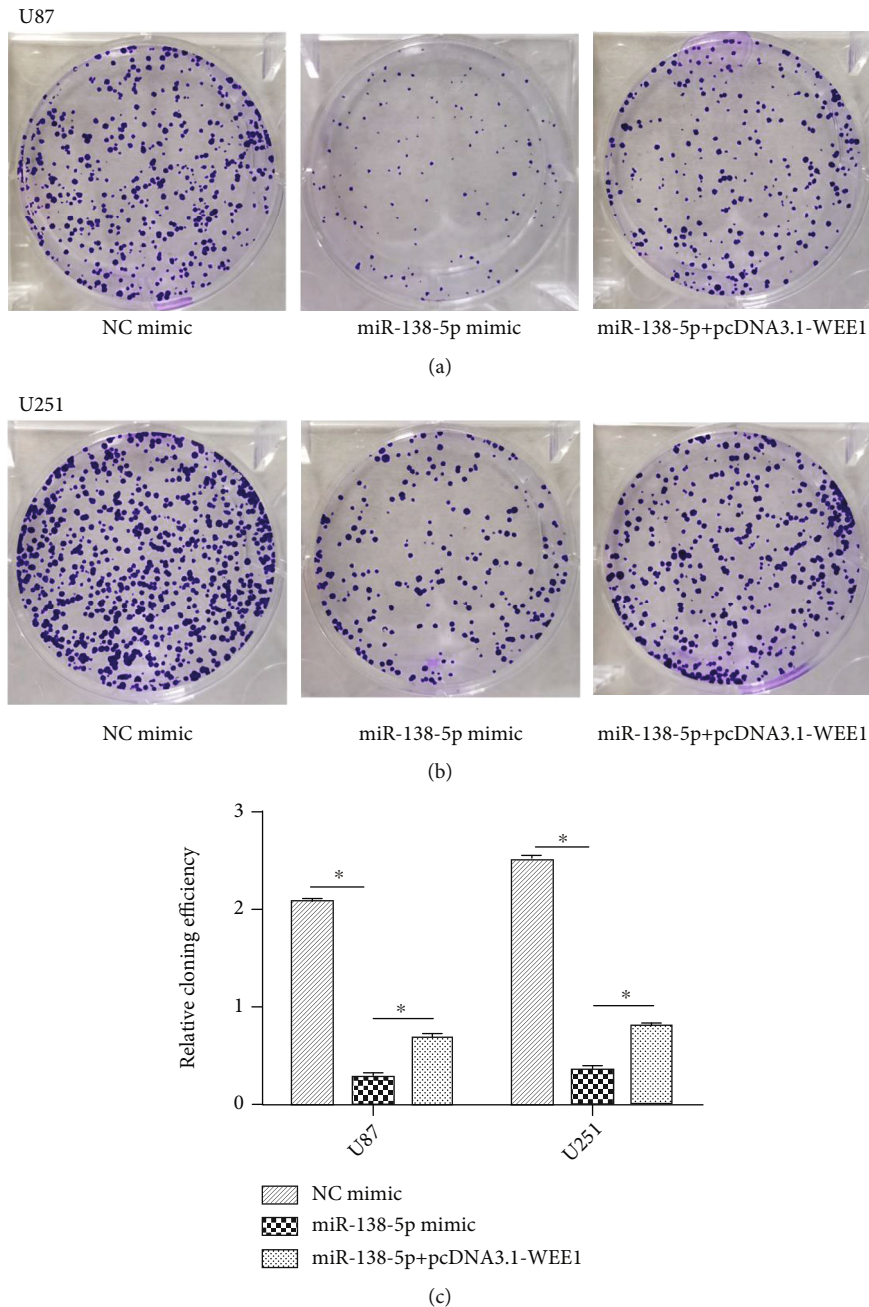 U87
NC mimic
miR-138-5p mimic
miR-138-5p+pcDNA3.1-WEE1
(a)
U251
NC mimic
miR-138-5p mimic
miR-138-5p+pcDNA3.1-WEE1
(b)
Relative cloning efficiency
3
2
1
0
*
*
*
*
U87
U251
NC mimic
miR-138-5p mimic
miR-138-5p+pcDNA3.1-WEE1
(c)